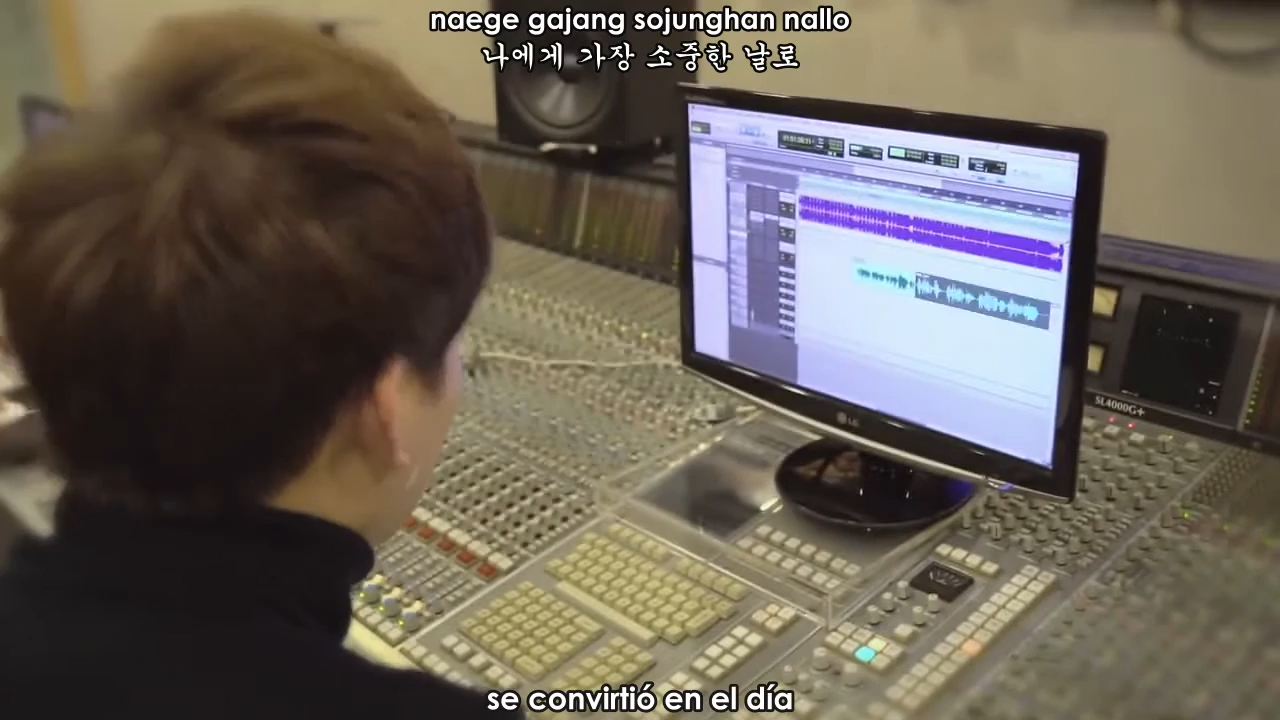 naege gajang sojunghan nallo
나에게 가장 소중한 날로
SL4000G+
LG
se convirtió en el día